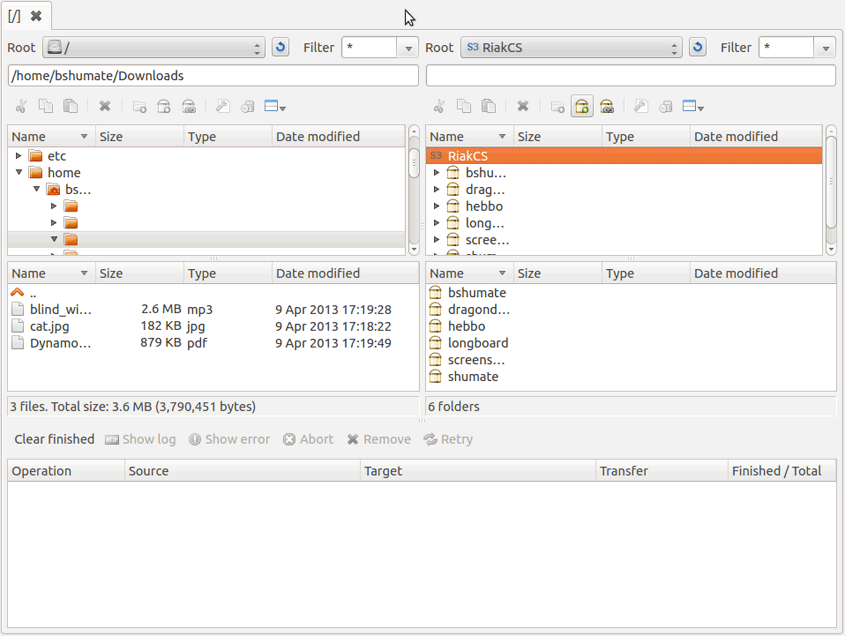 [/]
Root / Filter * Root S3 RiakCS Filter *
/home/bshumate/Downloads
Name Size Type Date modified Name Size Type Date modified
etc S3 RiakCS
home bshu...
bs... drag...
hebbo
long...
scree...
Name Size Type Date modified Name Size Type Date modified
.. bshumate
blind_wi... 2.6 MB mp3 9 Apr 2013 17:19:28 dragond...
cat.jpg 182 KB jpg 9 Apr 2013 17:18:22 hebbo
Dynamo... 879 KB pdf 9 Apr 2013 17:19:49 longboard
screens...
shumate
3 files. Total size: 3.6 MB (3,790,451 bytes) 6 folders
Clear finished Show log Show error Abort Remove Retry
Operation Source Target Transfer Finished / Total